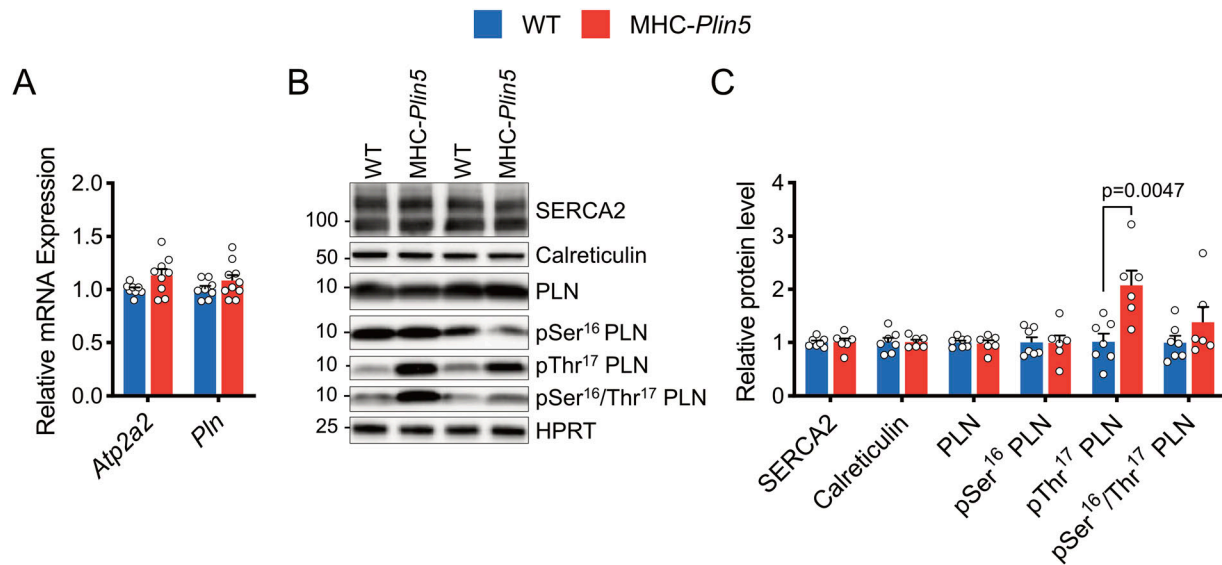 WT MHC-Plin5
A
Relative mRNA Expression
2.0
1.5
1.0
0.5
0.0
Atp2a2
Pln
B
WT
MHC-Plin5
WT
MHC-Plin5
100 SERCA2
50 Calreticulin
10 PLN
10 pSer¹⁶ PLN
10 pThr¹⁷ PLN
10 pSer¹⁶/Thr¹⁷ PLN
25 HPRT
C
Relative protein level
4
3
2
1
0
p=0.0047
SERCA2
Calreticulin
PLN
pSer¹⁶ PLN
pThr¹⁷ PLN
pSer¹⁶/Thr¹⁷ PLN